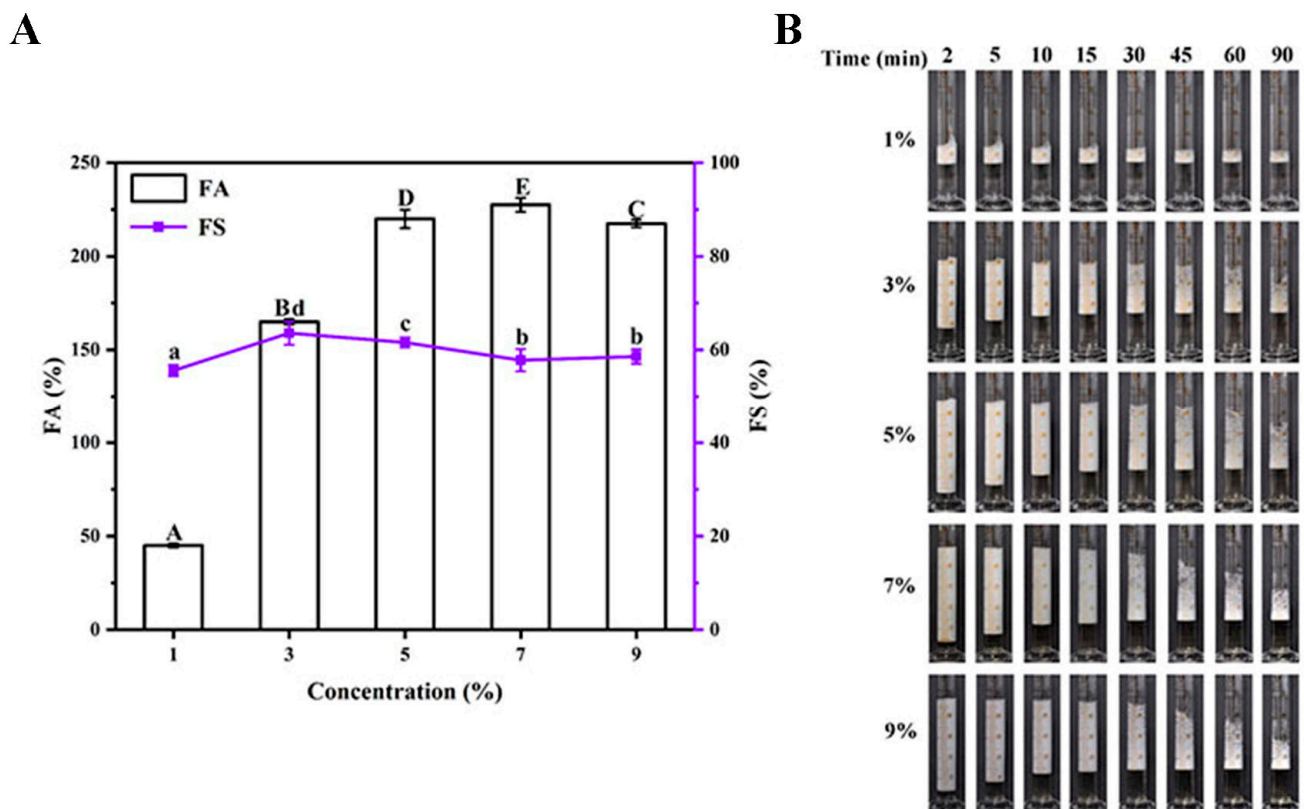 A
B
Time (min) 2 5 10 15 30 45 60 90
1%
3%
5%
7%
9%
FA
FS
250
200
150
100
50
0
100
80
60
40
20
0
A
Bd
D
E
C
a
c
b
b
1 3 5 7 9
FA (%)
FS (%)
Concentration (%)